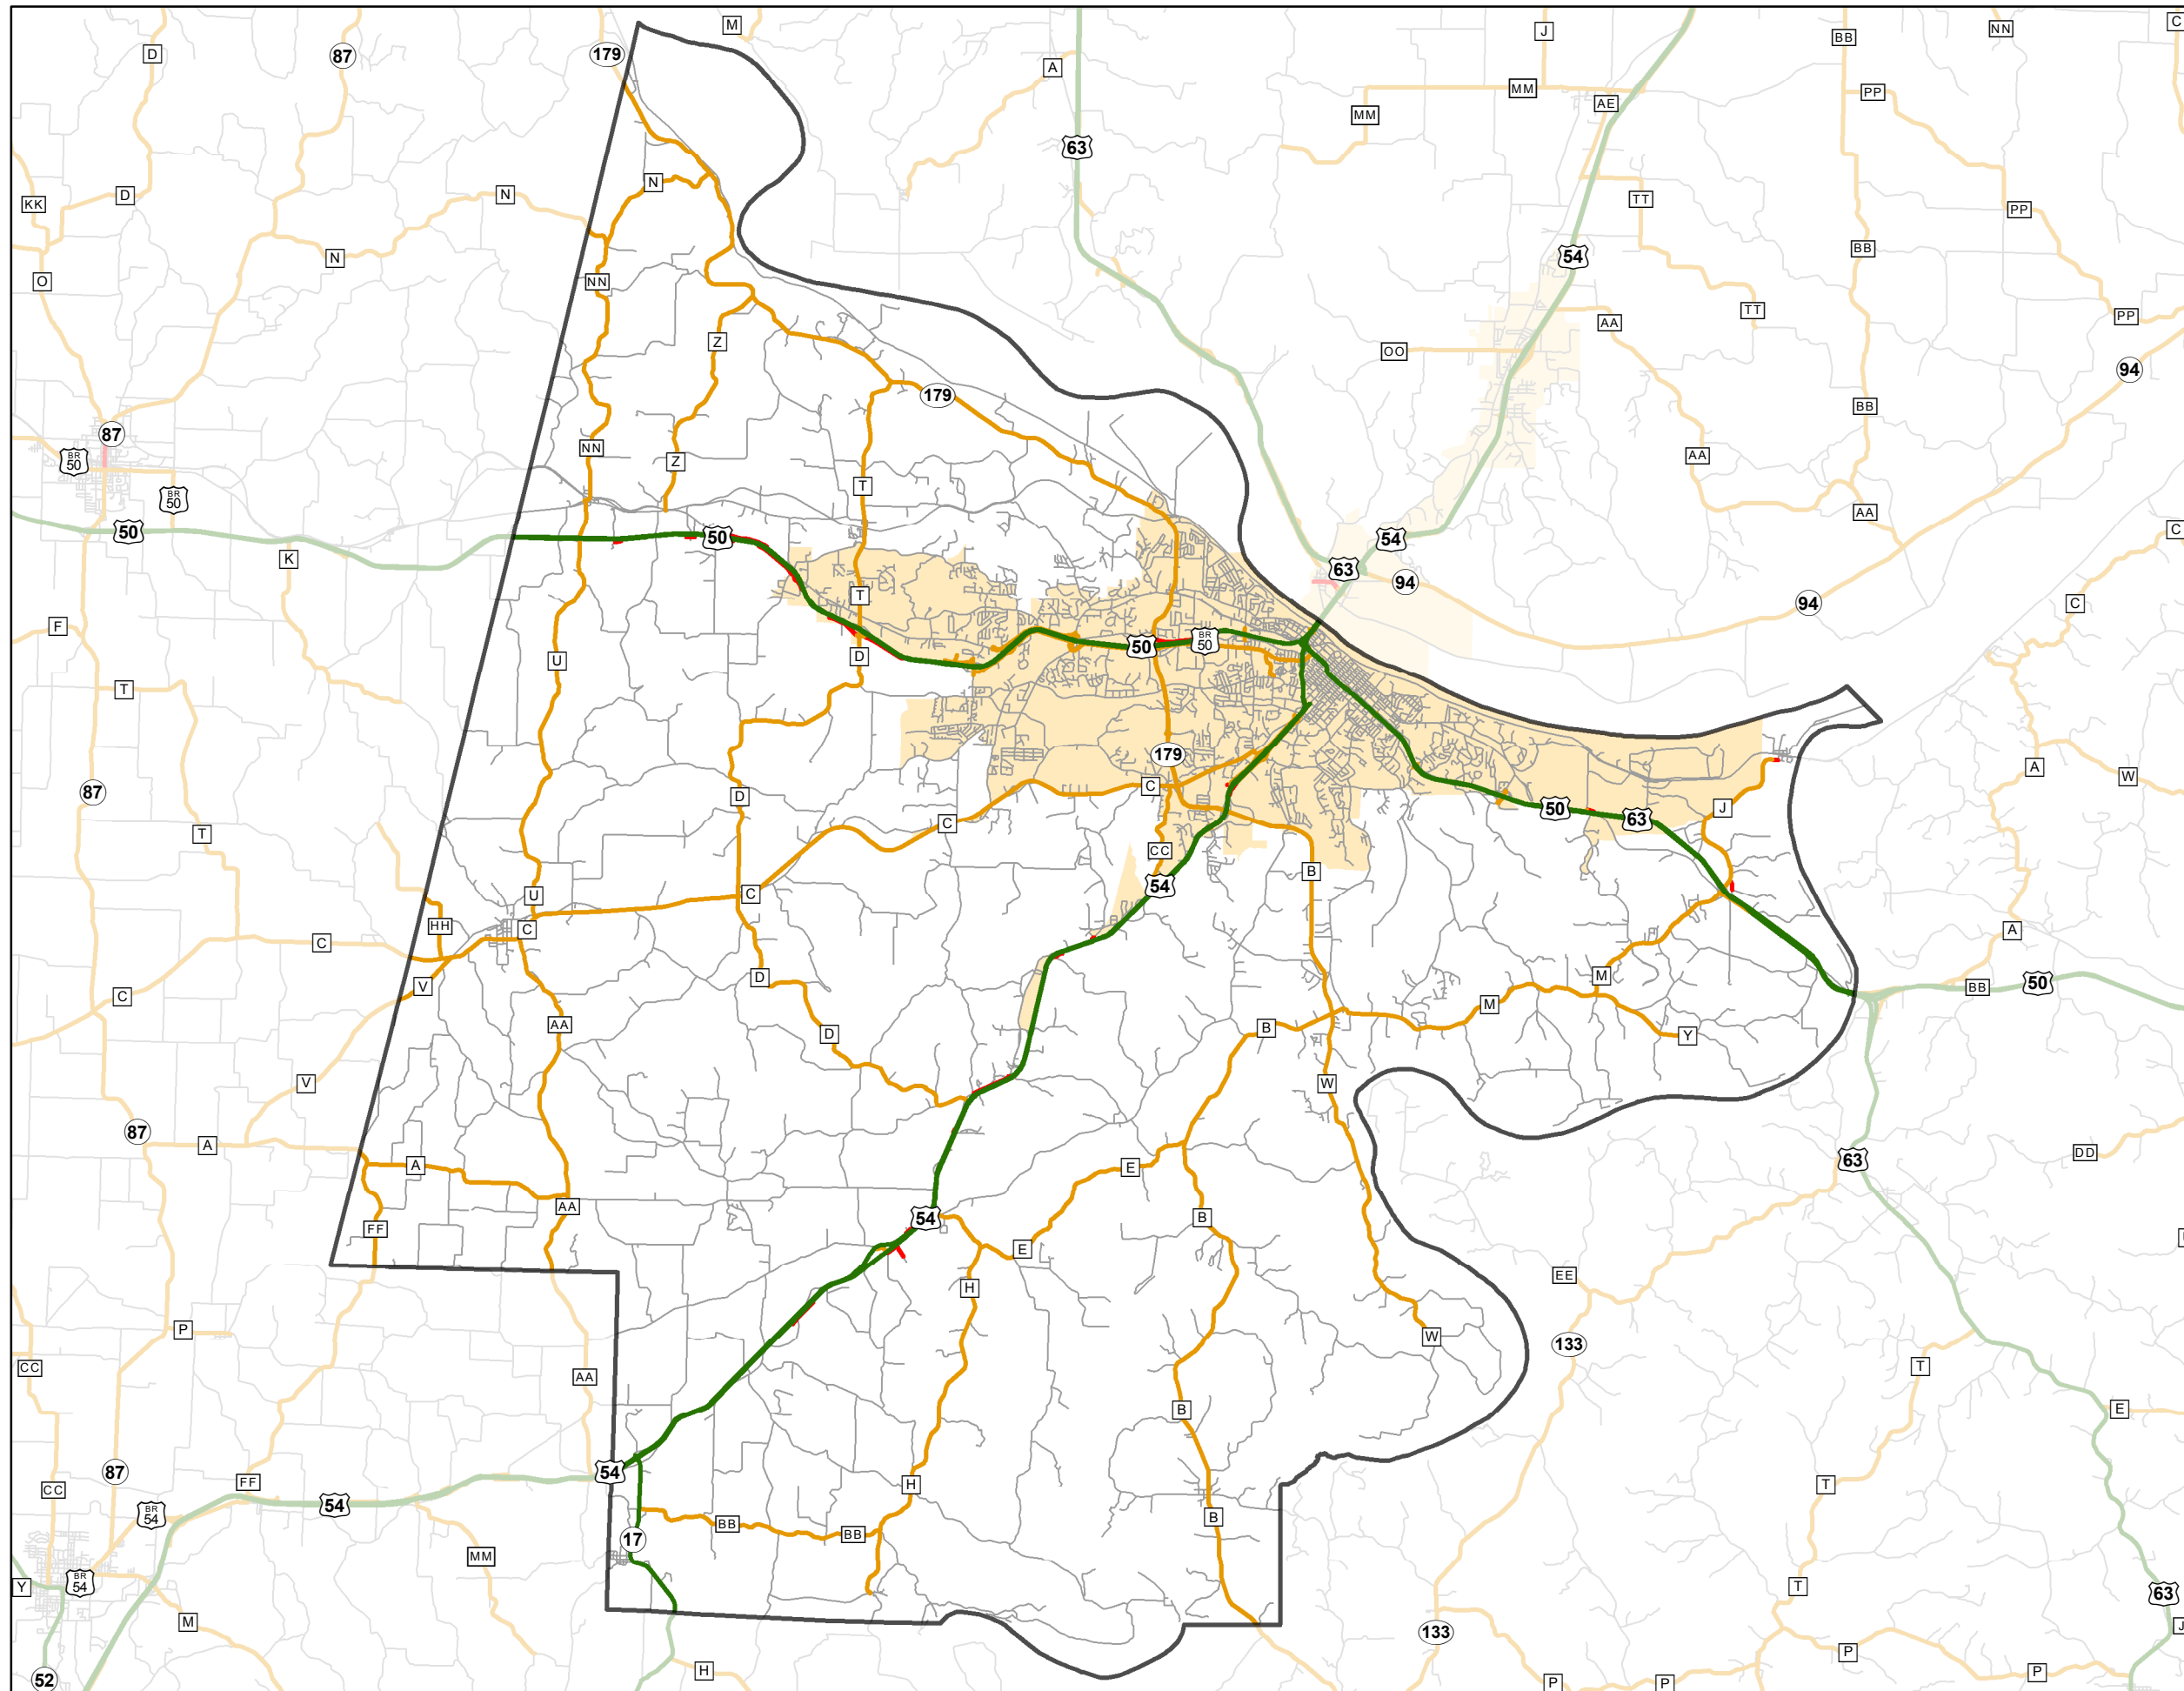 M
C
NN
J
BB
D
87
179
A
MM
PP
AE
MM
63
N
D
N
TT
KK
PP
BB
N
54
O
NN
TT
PP
AA
Z
OO
94
179
BB
87
NN
AA
BR
50
Z
T
BR
50
AA
50
50
54
C
K
63
94
T
C
94
F
BR
50
50
D
U
T
179
A
W
C
87
D
J
50
63
C
T
CC
B
54
C
U
HH
C
A
C
D
M
50
V
BB
C
M
AA
B
D
Y
V
W
87
A
DD
63
A
E
AA
54
B
FF
E
EE
H
P
W
133
CC
T
AA
B
E
54
87
FF
H
T
CC
54
BR
54
B
BB
BB
17
MM
BR
54
Y
T
63
M
J
133
P
H
P
52
P
P